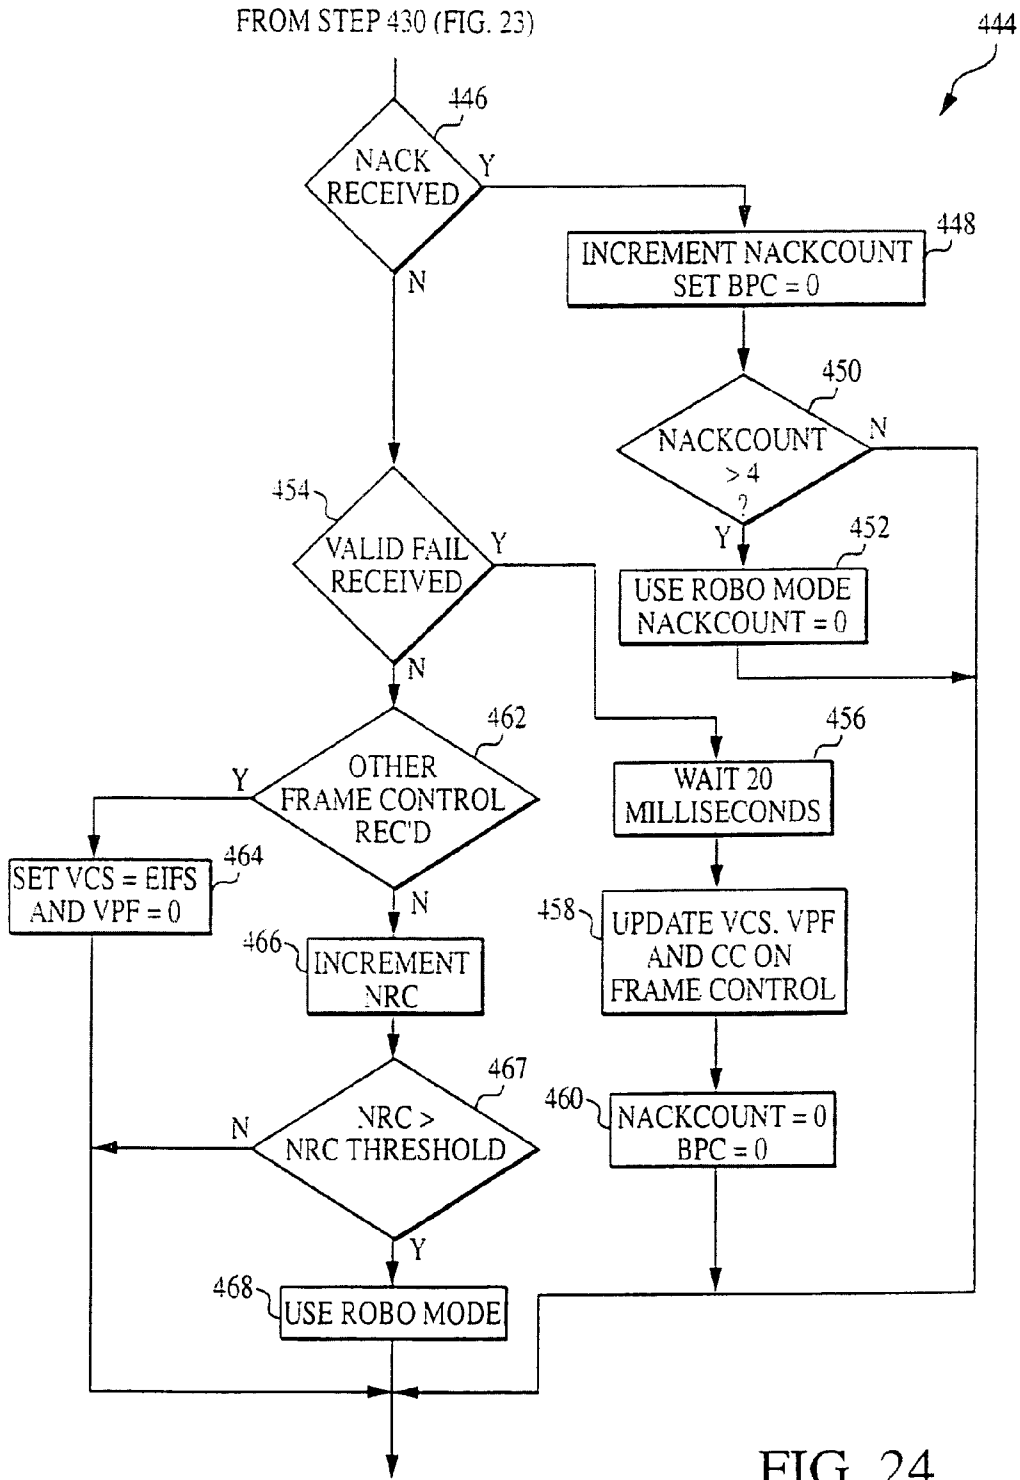 FROM STEP 430 (FIG. 23)
444
446
NACK
RECEIVED
Y
N
448
INCREMENT NACKCOUNT
SET BPC = 0
450
NACKCOUNT
> 4
?
N
Y
452
USE ROBO MODE
NACKCOUNT = 0
454
VALID FAIL
RECEIVED
Y
N
456
WAIT 20
MILLISECONDS
458
UPDATE VCS. VPF
AND CC ON
FRAME CONTROL
460
NACKCOUNT = 0
BPC = 0
462
OTHER
FRAME CONTROL
REC'D
Y
N
464
SET VCS = EIFS
AND VPF = 0
466
INCREMENT
NRC
467
NRC >
NRC THRESHOLD
N
Y
468
USE ROBO MODE
FIG. 24